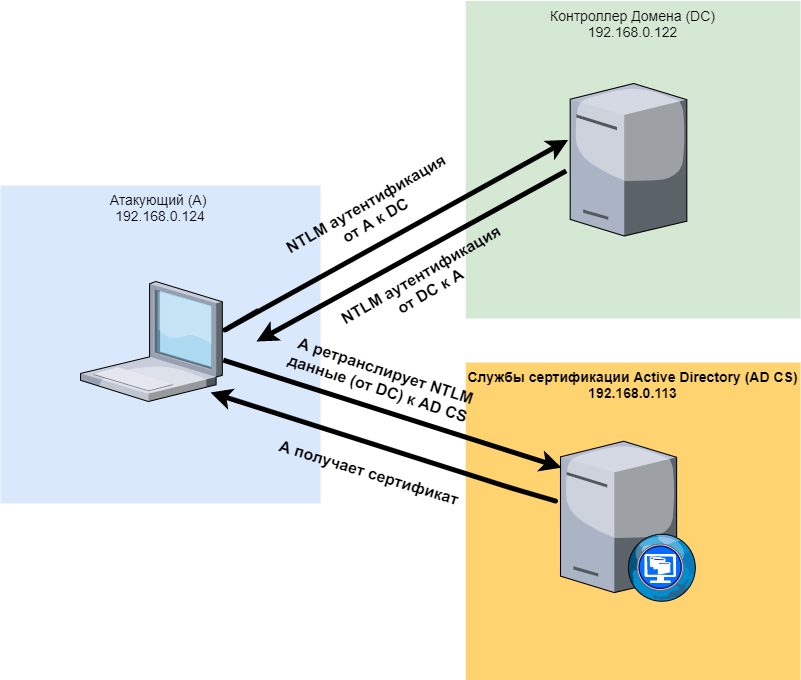 Контроллер Домена (DC)
192.168.0.122
Атакующий (A)
192.168.0.124
NTLM аутентификация
от A к DC
NTLM аутентификация
от DC к A
А ретранслирует NTLM
данные (от DC) к AD CS
А получает сертификат
Службы сертификации Active Directory (AD CS)
192.168.0.113